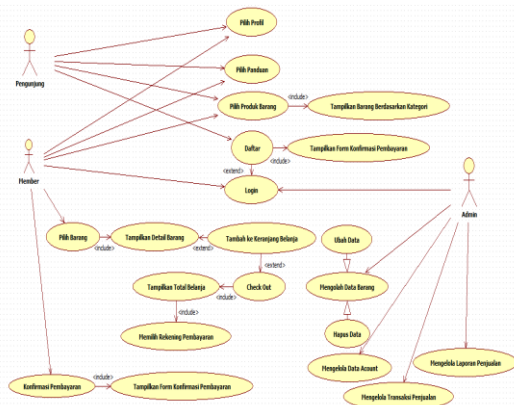 Pilih Profil
Pengunjung
Pilih Panduan
Pilih Produk Barang
<include>
Tampilkan Barang Berdasarkan Kategori
Daftar
<include>
Tampilkan Form Konfirmasi Pembayaran
<extend>
Member
Login
Admin
Pilih Barang
<include>
Tampilkan Detail Barang
<extend>
Tambah ke Keranjang Belanja
Ubah Data
<extend>
Tampilkan Total Belanja
<include>
Check Out
Mengolah Data Barang
<include>
Memilih Rekening Pembayaran
Hapus Data
Mengelola Data Acount
Mengelola Laporan Penjualan
Konfirmasi Pembayaran
<include>
Tampilkan Form Konfirmasi Pembayaran
Mengelola Transaksi Penjualan